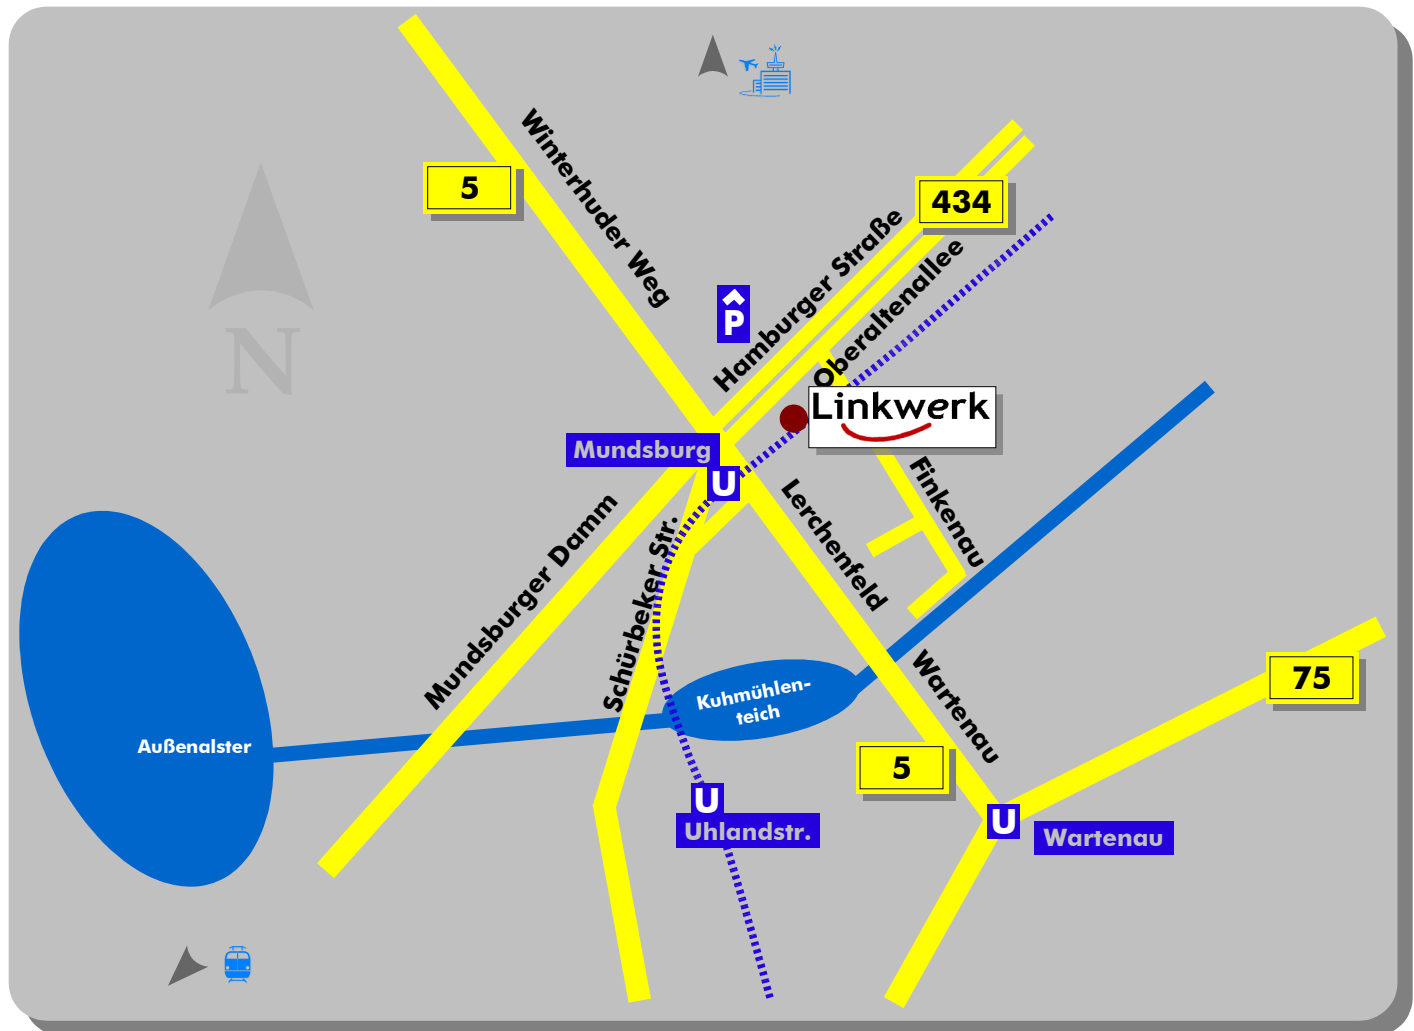 Winterhuder Weg
5
434
Hamburger Straße
Oberaltenallee
P
N
Linkwerk
Mundsburg
U
Finkenau
Lerchenfeld
Mundsburger Damm
Schürbeker Str.
Wartenau
75
Kuhmühlen-
teich
Außenalster
5
U
Uhlandstr.
U
Wartenau